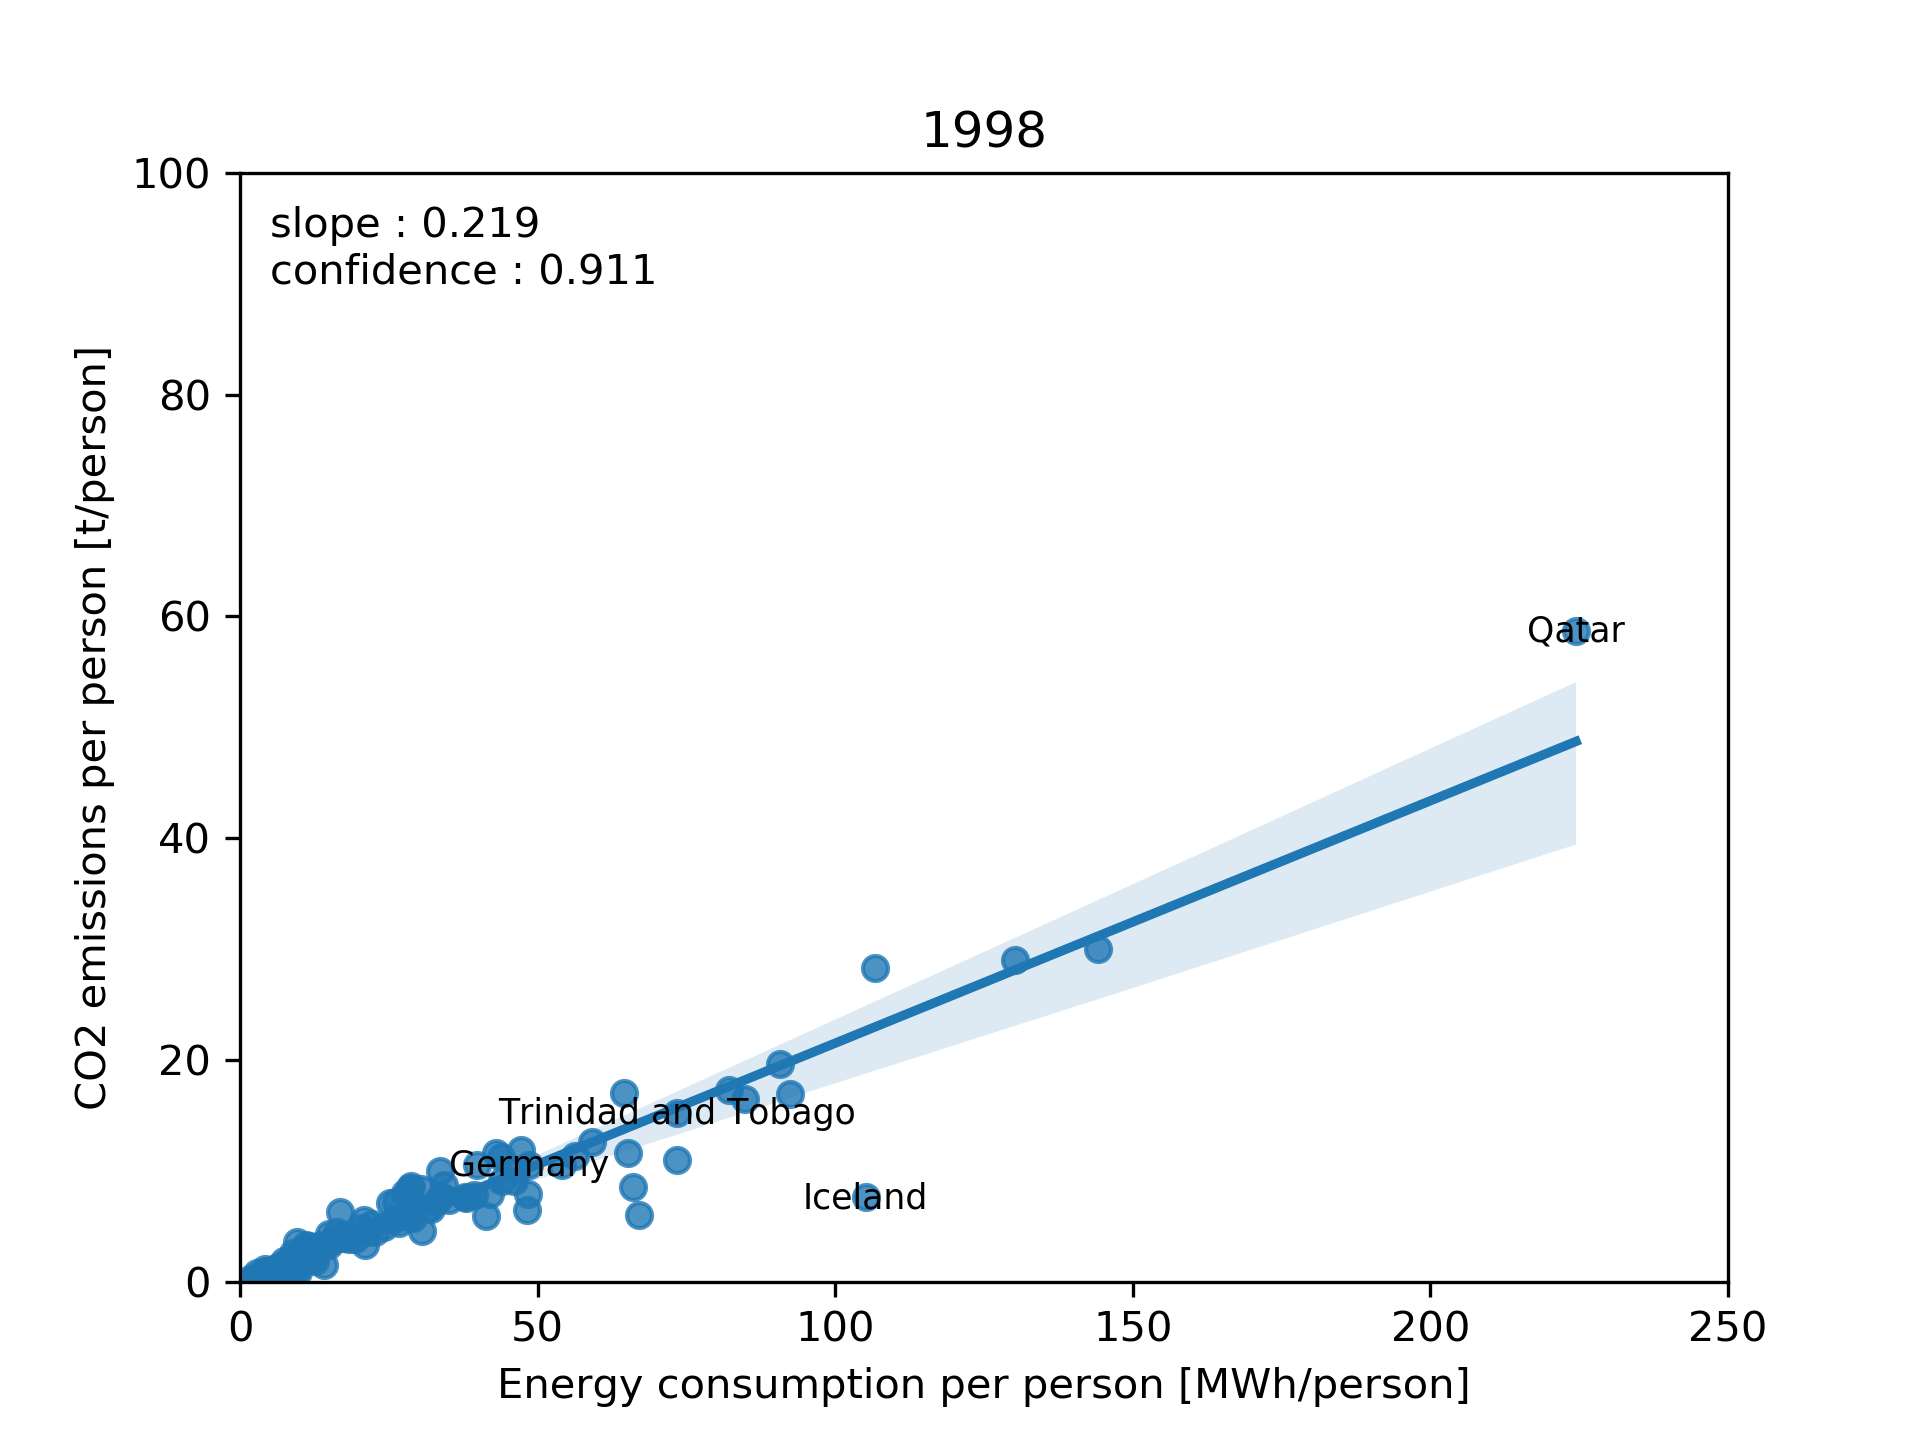 1998
slope : 0.219
confidence : 0.911
100
80
60
40
20
0
CO2 emissions per person [t/person]
Qatar
Trinidad and Tobago
Germany
Iceland
0 50 100 150 200 250
Energy consumption per person [MWh/person]